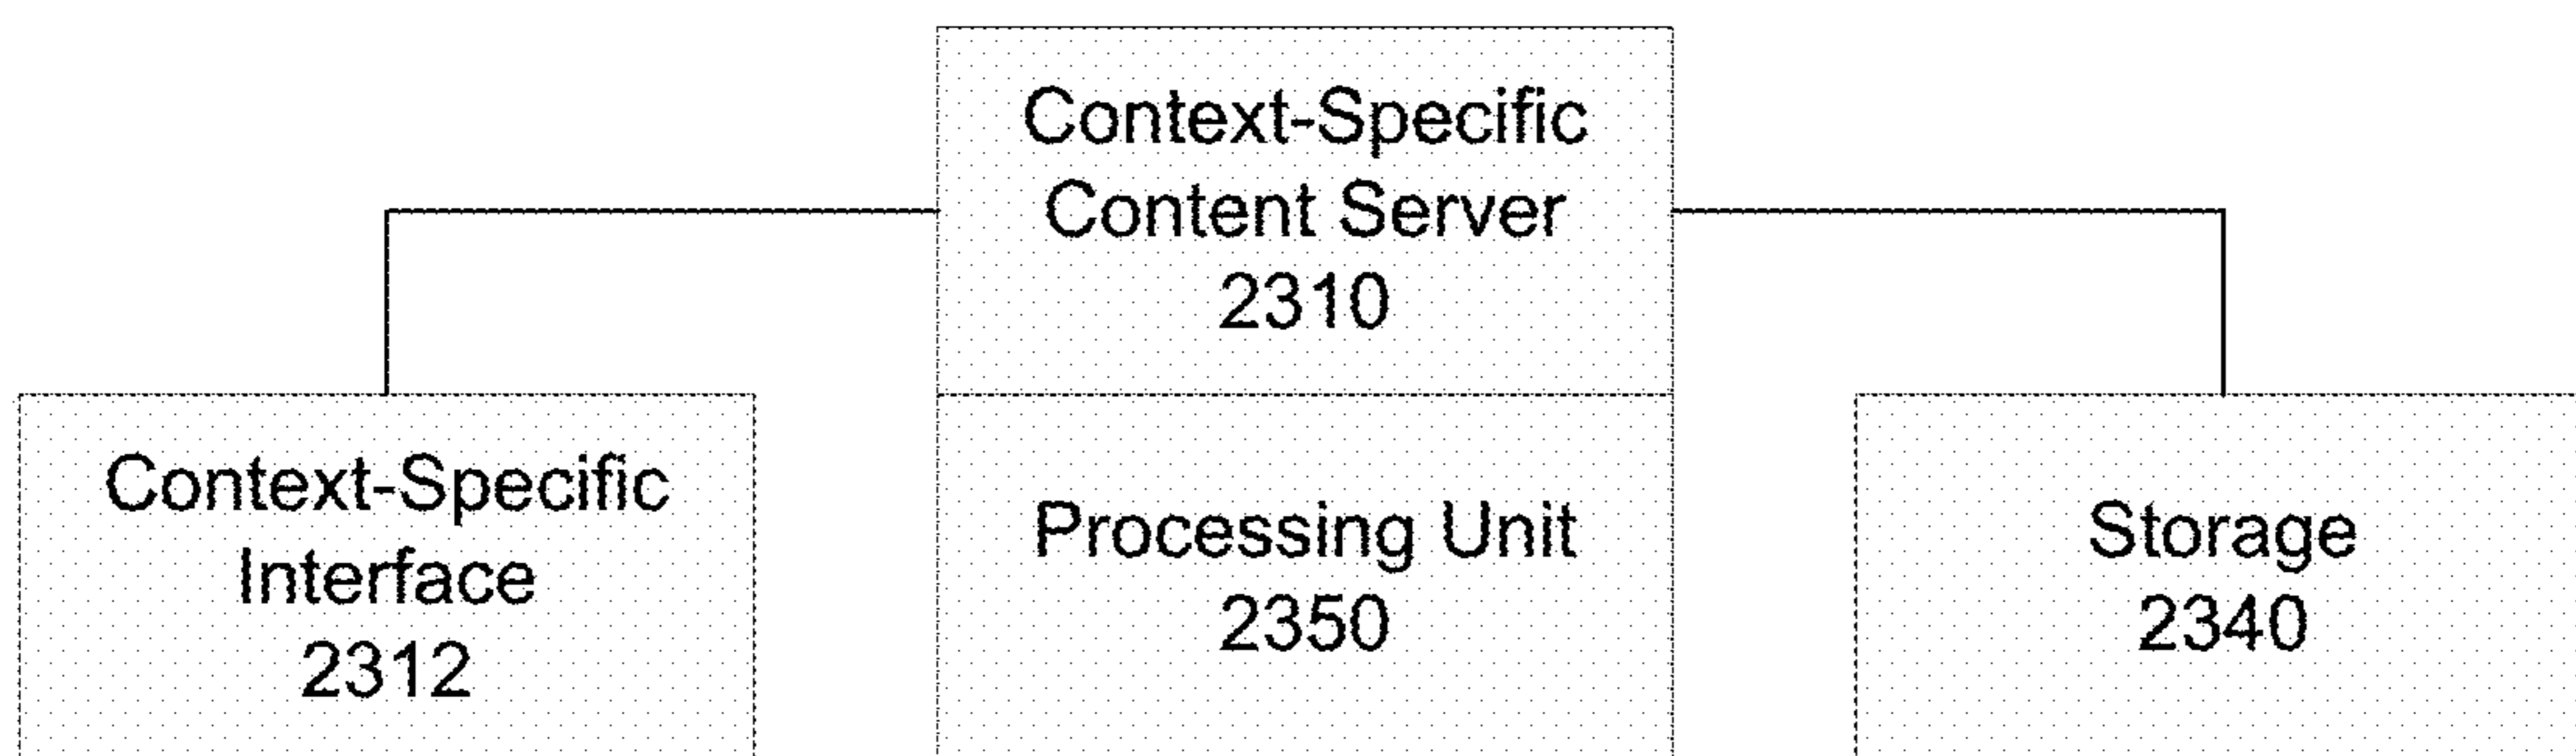 Context-Specific
Content Server
2310
Context-Specific
Interface
2312
Processing Unit
2350
Storage
2340